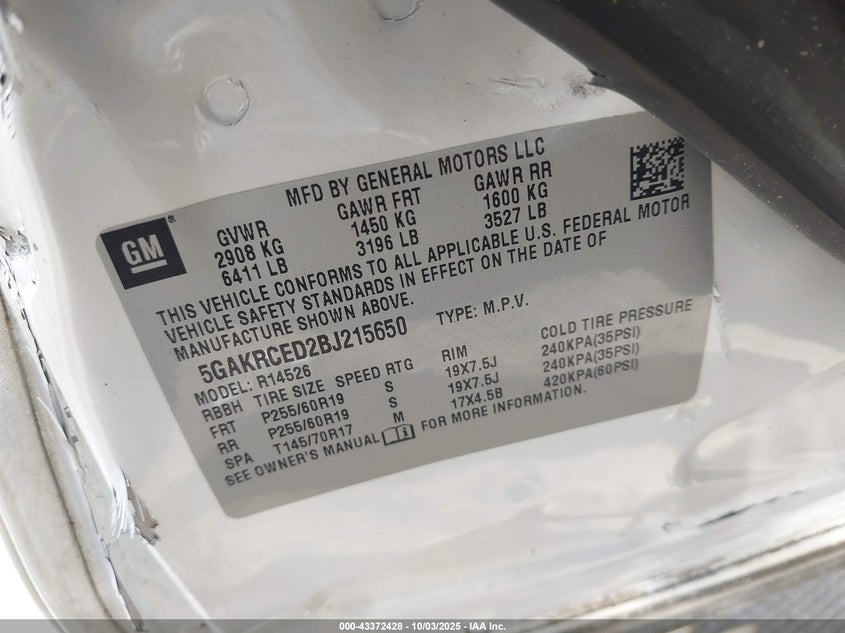 MFD BY GENERAL MOTORS LLC
GM
GVWR GAWR FRT GAWR RR
2908 KG 1450 KG 1600 KG
6411 LB 3196 LB 3527 LB
THIS VEHICLE CONFORMS TO ALL APPLICABLE U.S. FEDERAL MOTOR
VEHICLE SAFETY STANDARDS IN EFFECT ON THE DATE OF
MANUFACTURE SHOWN ABOVE.
5GAKRCED2BJ215650 TYPE: M.P.V.
MODEL: R14526
RBBH TIRE SIZE SPEED RTG RIM COLD TIRE PRESSURE
FRT P255/60R19 S 19X7.5J 240KPA(35PSI)
RR P255/60R19 S 19X7.5J 240KPA(35PSI)
SPA T145/70R17 M 17X4.5B 420KPA(60PSI)
SEE OWNER'S MANUAL FOR MORE INFORMATION.
000-43372428 - 10/03/2025 - IAA Inc.